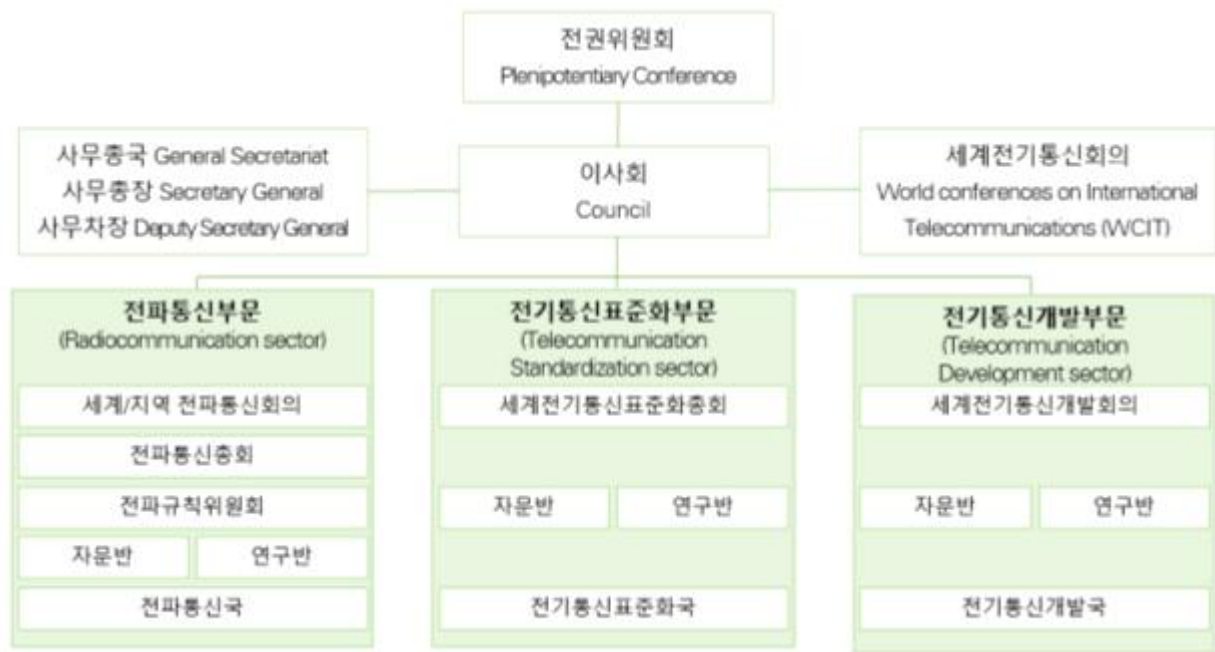 전권위원회
Plenipotentiary Conference
사무총국 General Secretariat
사무총장 Secretary General
사무차장 Deputy Secretary General
이사회
Council
세계전기통신회의
World conferences on International
Telecommunications (WCIT)
전파통신부문
(Radiocommunication sector)
세계/지역 전파통신회의
전파통신총회
전파규칙위원회
자문반
연구반
전파통신국
전기통신표준화부문
(Telecommunication
Standardization sector)
세계전기통신표준화총회
자문반
연구반
전기통신표준화국
전기통신개발부문
(Telecommunication
Development sector)
세계전기통신개발회의
자문반
연구반
전기통신개발국